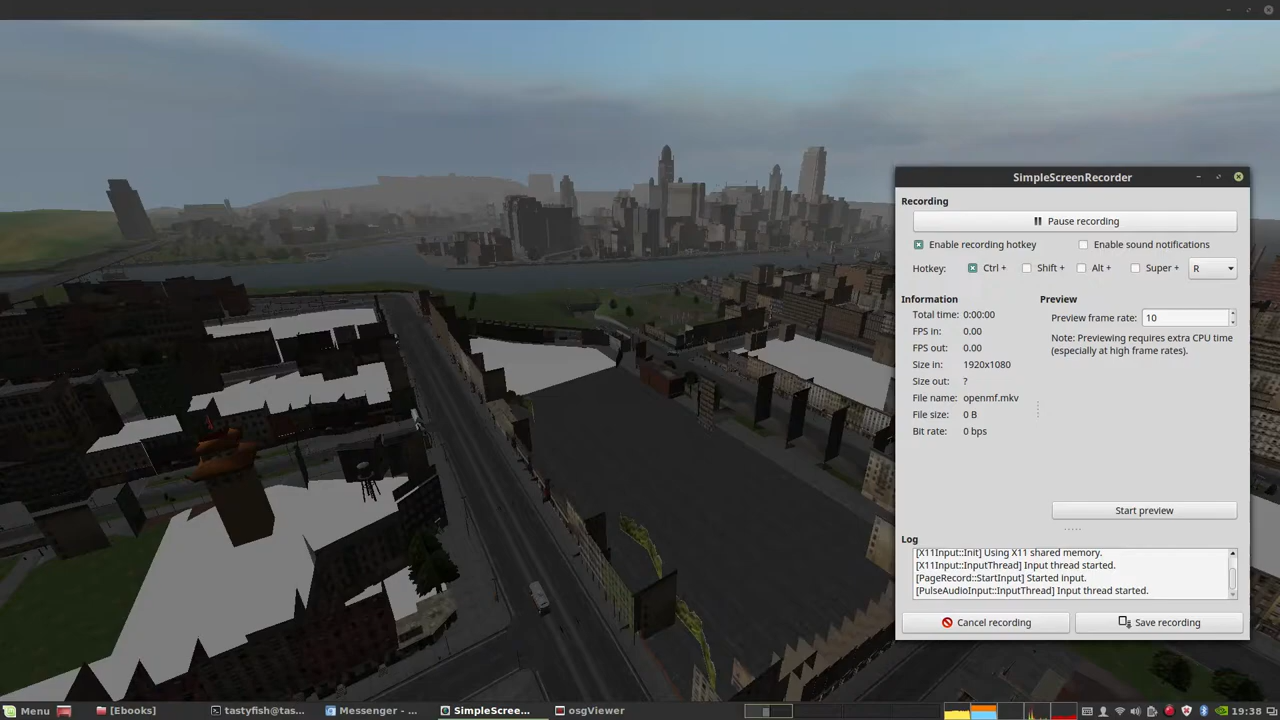 SimpleScreenRecorder
Recording
Pause recording
Enable recording hotkey
Enable sound notifications
Hotkey:
Ctrl +
Shift +
Alt +
Super +
R
Information
Total time: 0:00:00
FPS in: 0.00
FPS out: 0.00
Size in: 1920x1080
Size out: ?
File name: openmf.mkv
File size: 0 B
Bit rate: 0 bps
Preview
Preview frame rate: 10
Note: Previewing requires extra CPU time
(especially at high frame rates).
Start preview
Log
[X11Input::Init] Using X11 shared memory.
[X11Input::InputThread] Input thread started.
[PageRecord::StartInput] Started input.
[PulseAudioInput::InputThread] Input thread started.
Cancel recording
Save recording
Menu
[Ebooks]
tastyfish@tas...
Messenger - ...
SimpleScree...
osgViewer
19:38